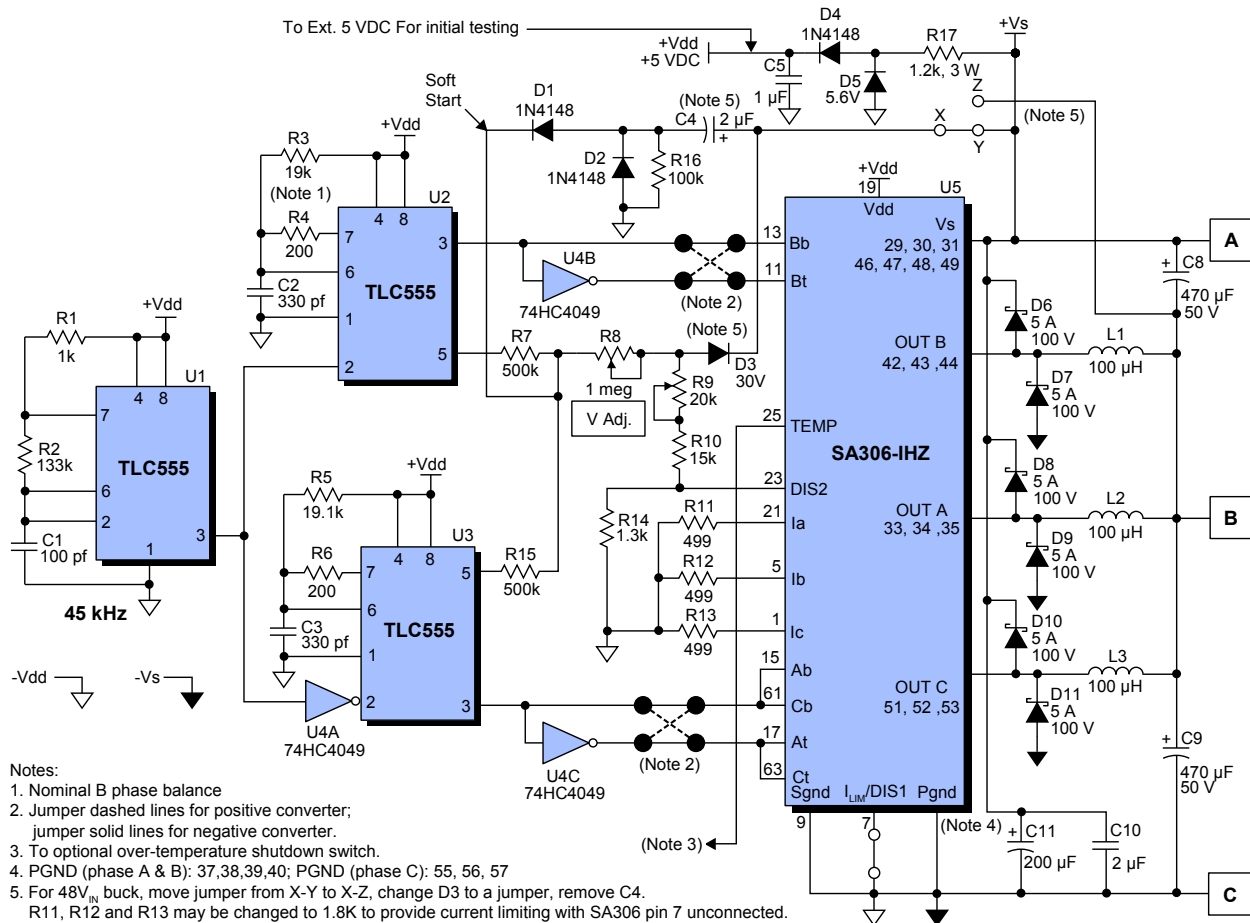 To Ext. 5 VDC For initial testing
+Vdd
+5 VDC
D4
1N4148
R17
1.2k, 3 W
+Vs
C5
1 µF
D5
5.6V
Z
(Note 5)
X
Y
Soft
Start
D1
1N4148
(Note 5)
C4
2 µF
+
D2
1N4148
R16
100k
R3
19k
(Note 1)
+Vdd
R4
200
C2
330 pf
U2
4
8
7
6
1
2
3
5
TLC555
U4B
74HC4049
(Note 2)
+Vdd
19
U5
Vdd
Vs
13
Bb
11
Bt
29, 30, 31
46, 47, 48, 49
A
+
C8
470 µF
50 V
R1
1k
+Vdd
U1
4
8
7
6
2
1
3
TLC555
R2
133k
C1
100 pf
45 kHz
R7
500k
R8
1 meg
V Adj.
(Note 5)
D3
30V
R9
20k
R10
15k
OUT B
42, 43 ,44
D6
5 A
100 V
D7
5 A
100 V
L1
100 µH
25
TEMP
SA306-IHZ
23
DIS2
21
Ia
5
Ib
1
Ic
R14
1.3k
R11
499
R12
499
R13
499
OUT A
33, 34 ,35
D8
5 A
100 V
D9
5 A
100 V
L2
100 µH
B
+Vdd
R5
19.1k
R6
200
C3
330 pf
U3
4
8
5
7
6
1
2
3
TLC555
R15
500k
15
Ab
61
Cb
17
At
63
Ct
OUT C
51, 52 ,53
D10
5 A
100 V
D11
5 A
100 V
L3
100 µH
+
C9
470 µF
50 V
-Vdd
-Vs
U4A
74HC4049
U4C
74HC4049
(Note 2)
Sgnd
ILIM/DIS1
Pgnd
9
7
(Note 4)
(Note 3)
+
C11
200 µF
C10
2 µF
C
Notes:
1. Nominal B phase balance
2. Jumper dashed lines for positive converter;
jumper solid lines for negative converter.
3. To optional over-temperature shutdown switch.
4. PGND (phase A & B): 37,38,39,40; PGND (phase C): 55, 56, 57
5. For 48VIN buck, move jumper from X-Y to X-Z, change D3 to a jumper, remove C4.
R11, R12 and R13 may be changed to 1.8K to provide current limiting with SA306 pin 7 unconnected.